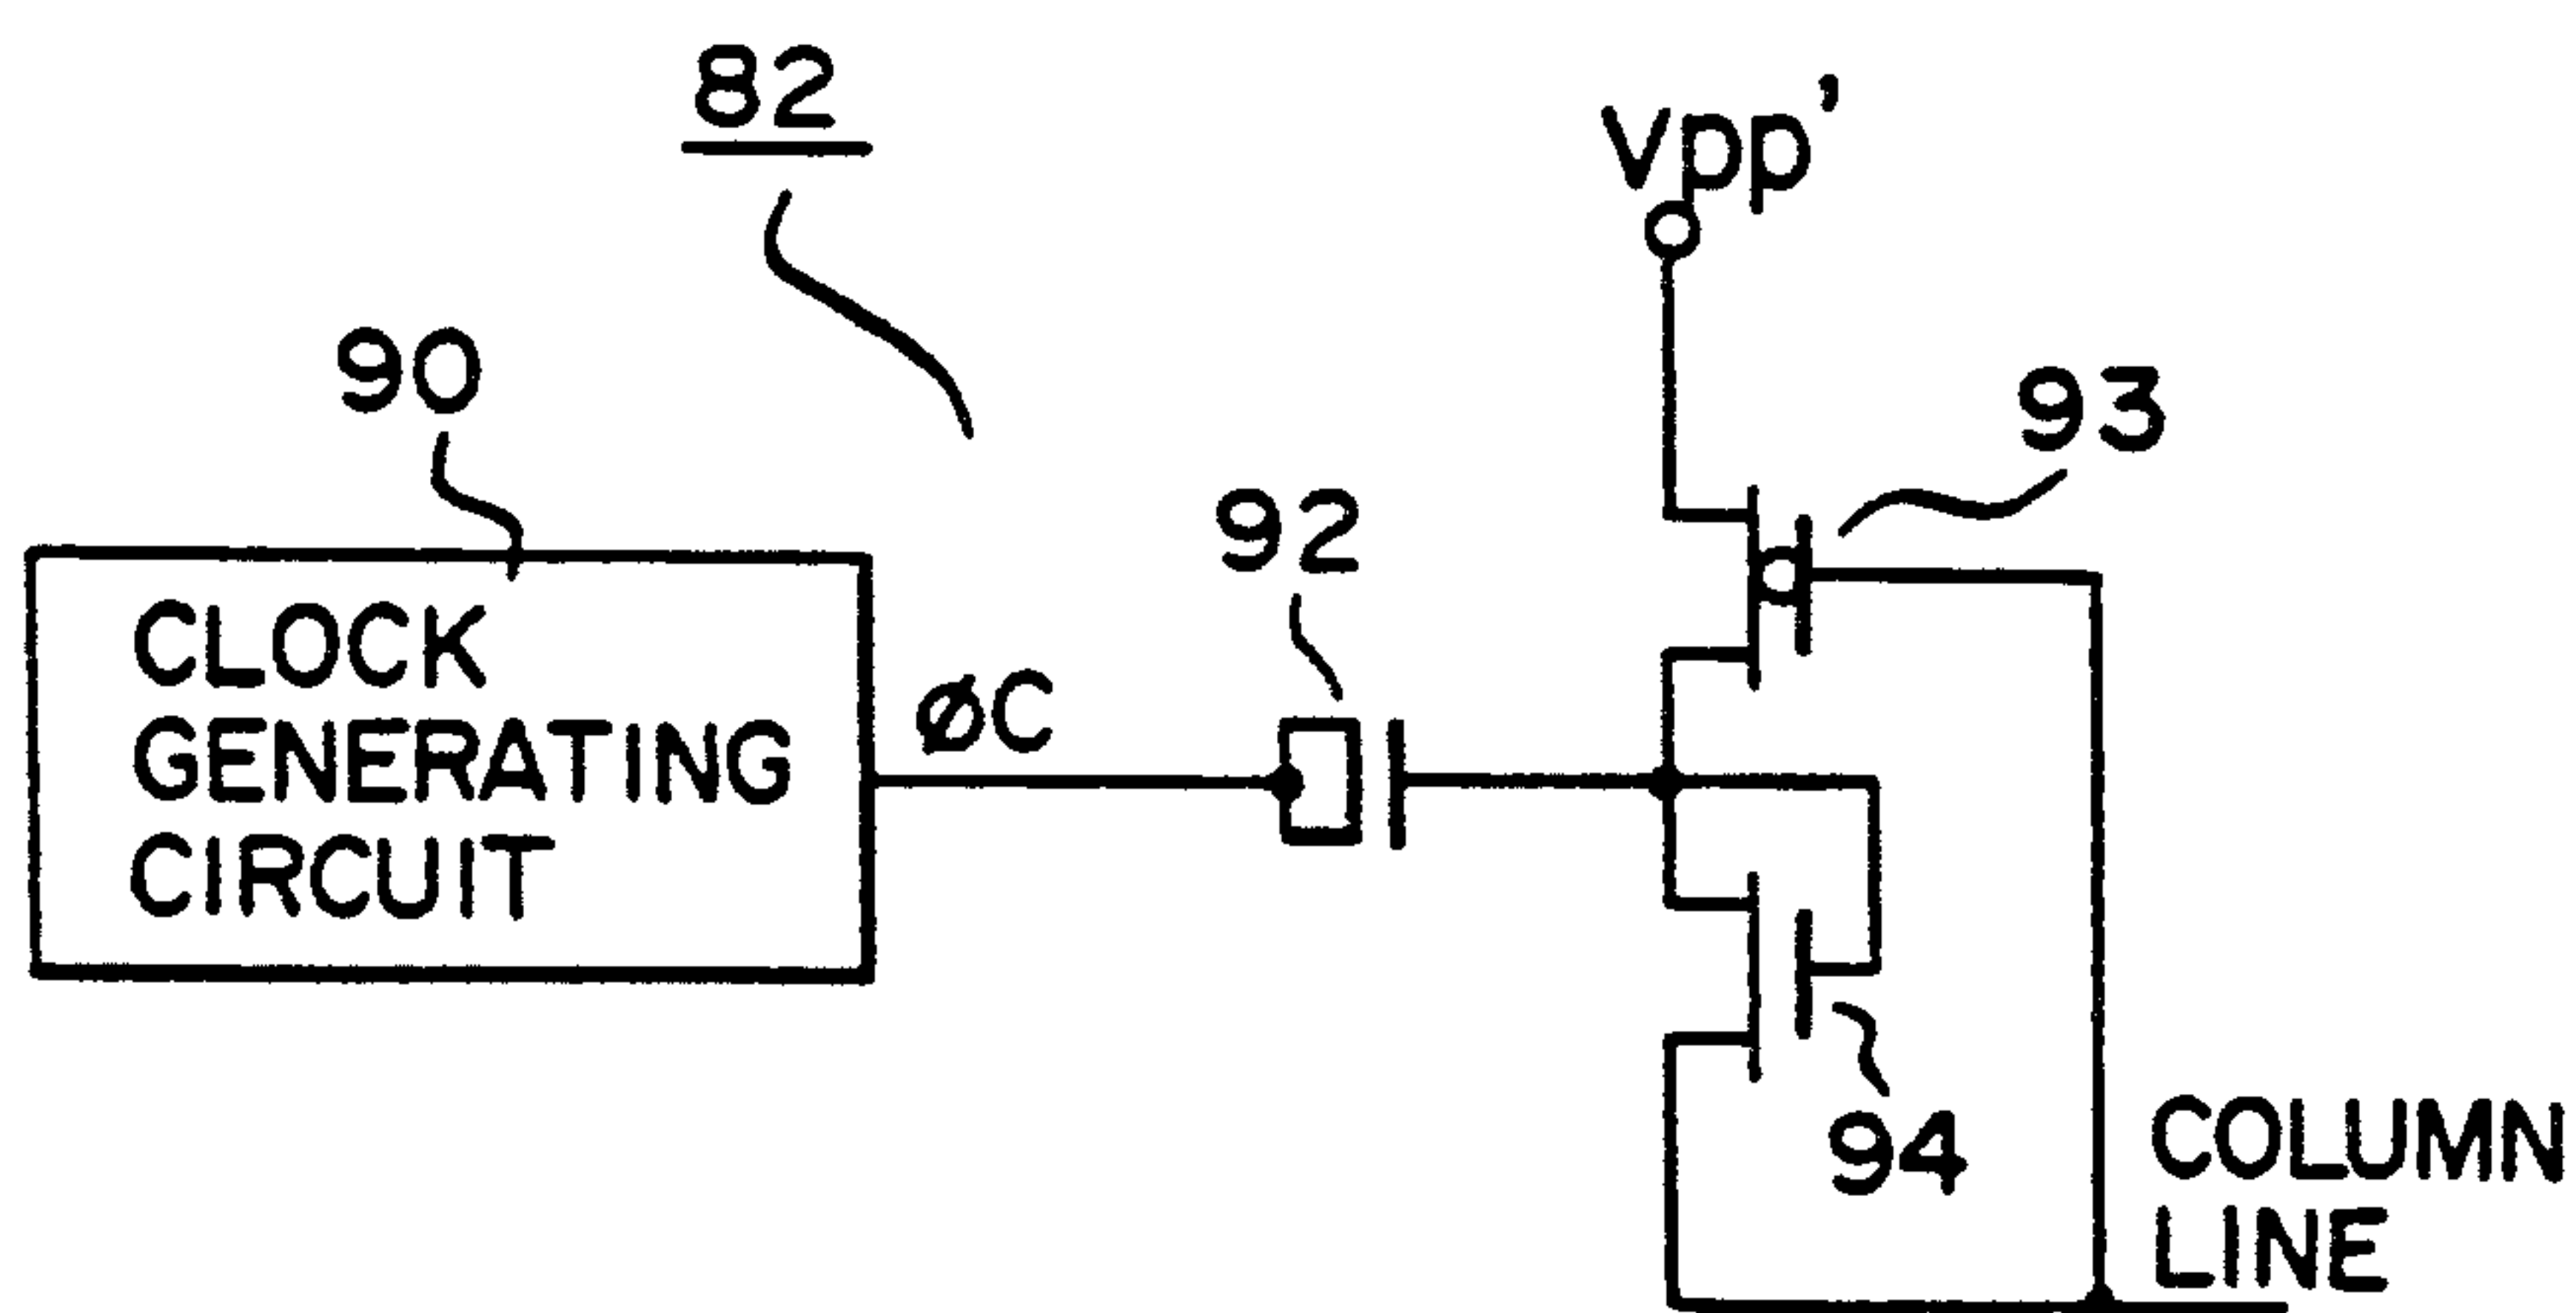 82
Vpp'
90
93
92
CLOCK
GENERATING
CIRCUIT
øC
94
COLUMN
LINE